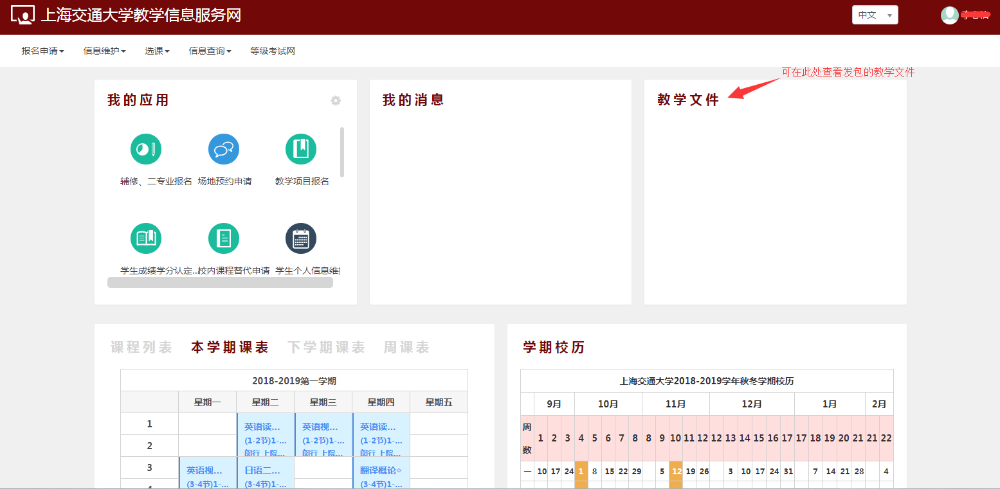 上海交通大学教学信息服务网
中文
报名申请 信息维护 选课 信息查询 等级考试网
可在此处查看发包的教学文件
我的应用
辅修、二专业报名 场地预约申请 教学项目报名
学生成绩学分认定... 校内课程替代申请 学生个人信息维
我的消息
教学文件
课程列表 本学期课表 下学期课表 周课表
2018-2019第一学期
星期一 星期二 星期三 星期四 星期五
1
英语读... 英语视... 英语读...
(1-2节)1-... (1-2节)1-... (1-2节)1-...
2
闵行 上院... 闵行 上院... 闵行 上院...
3
英语视... 日语二... 翻译概论◇
(3-4节)1-... (3-4节)1-... (3-4节)1-...
4
学期校历
上海交通大学2018-2019学年秋冬学期校历
9月 10月 11月 12月 1月 2月
周数 1 2 3 4 5 6 7 8 8 9 10 11 12 12 13 14 15 16 17 17 18 19 20 21 21 22
一 10 17 24 1 8 15 22 29 5 12 19 26 3 10 17 24 31 7 14 21 28 4